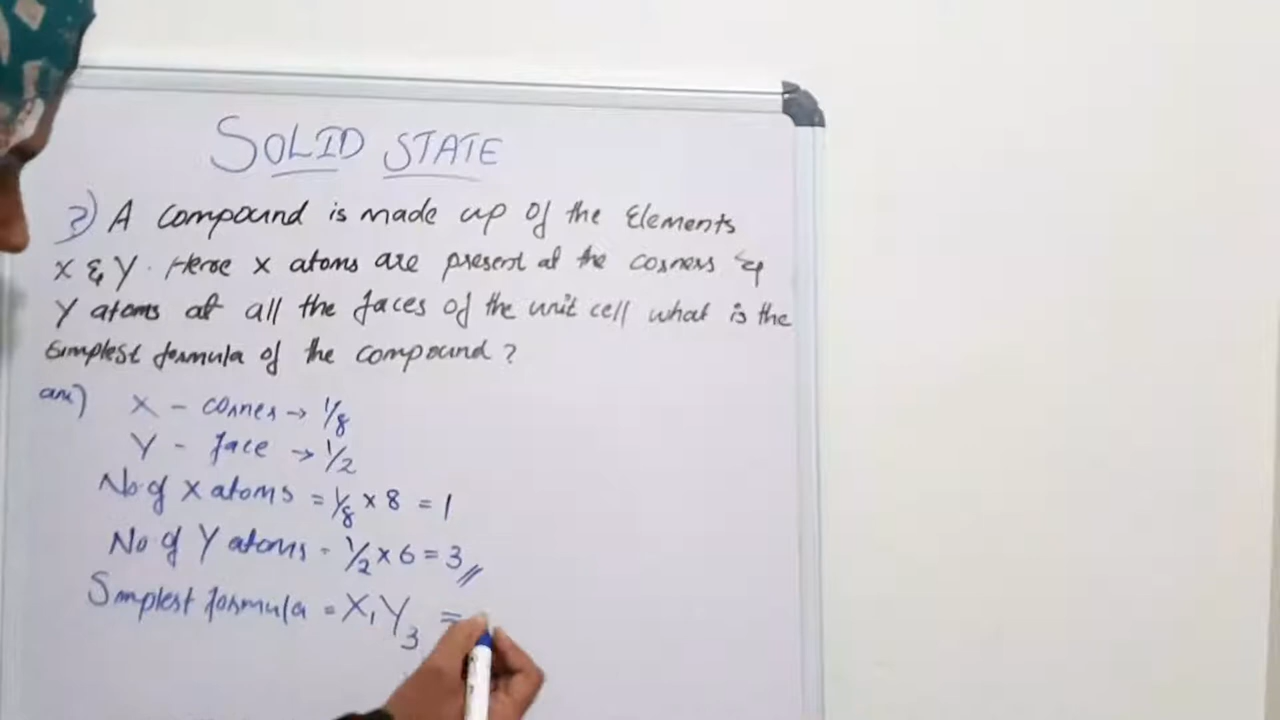 SOLID STATE
?) A compound is made up of the Elements
X & Y. Here X atoms are present at the corners &
Y atoms at all the faces of the unit cell what is the
Simplest formula of the compound ?
ans) X - corner → 1/8
Y - face → 1/2
No of X atoms = 1/8 × 8 = 1
No of Y atoms = 1/2 × 6 = 3 //
Simplest formula = X₁Y₃ =